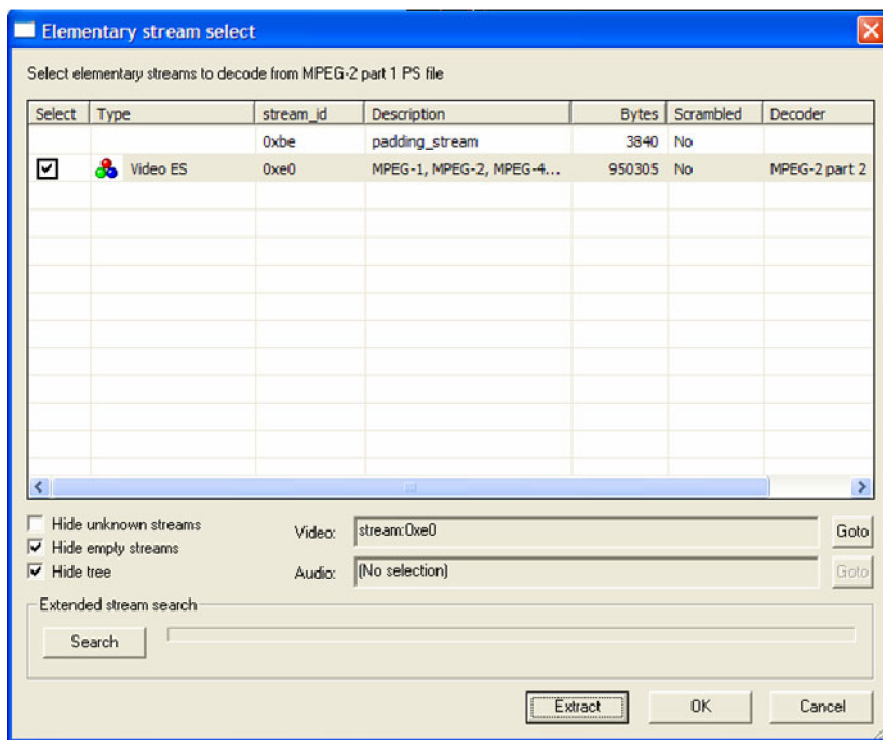 Elementary stream select
Select elementary streams to decode from MPEG-2 part 1 PS file
Select Type stream_id Description Bytes Scrambled Decoder
0xbe padding_stream 3840 No
Video ES 0xe0 MPEG-1, MPEG-2, MPEG-4... 950305 No MPEG-2 part 2
Hide unknown streams
Hide empty streams
Hide tree
Video: stream:0xe0 Goto
Audio: (No selection) Goto
Extended stream search
Search
Extract OK Cancel